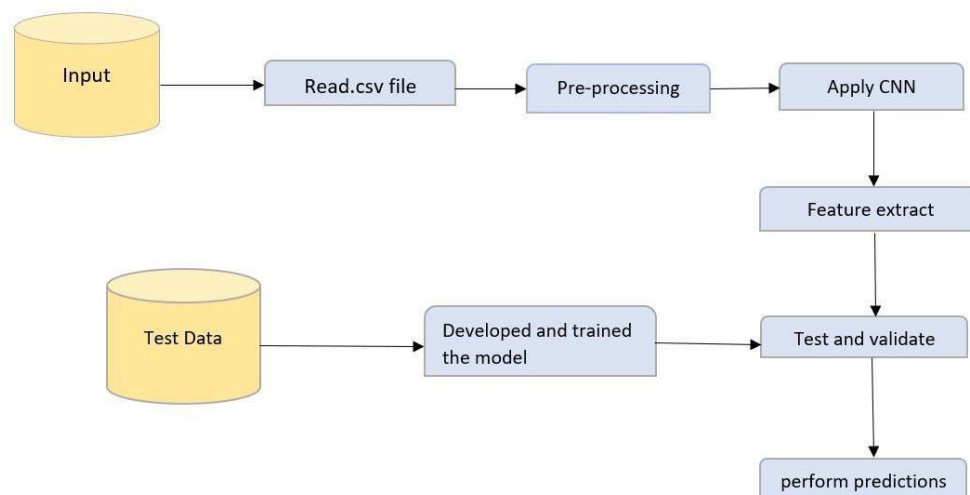 Input
Read.csv file
Pre-processing
Apply CNN
Feature extract
Test Data
Developed and trained
the model
Test and validate
perform predictions